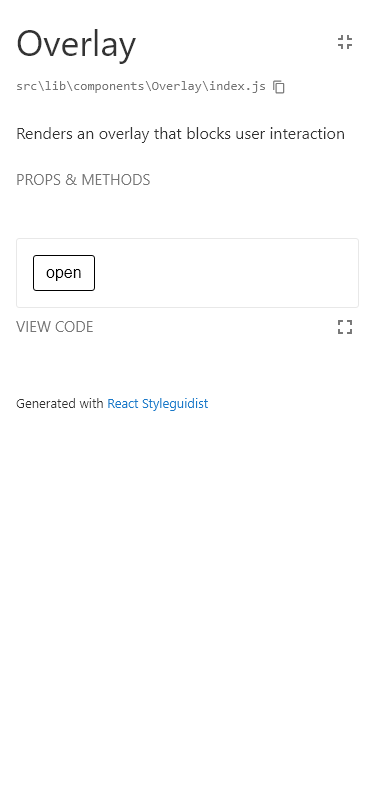 Overlay
src\lib\components\Overlay\index.js
Renders an overlay that blocks user interaction
PROPS & METHODS
open
VIEW CODE
Generated with React Styleguidist